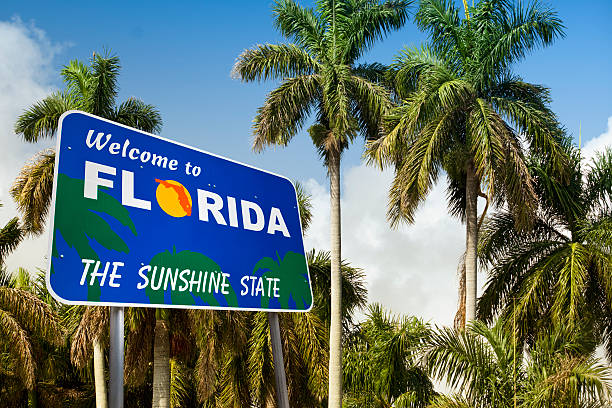 Welcome to
FLORIDA
THE SUNSHINE STATE